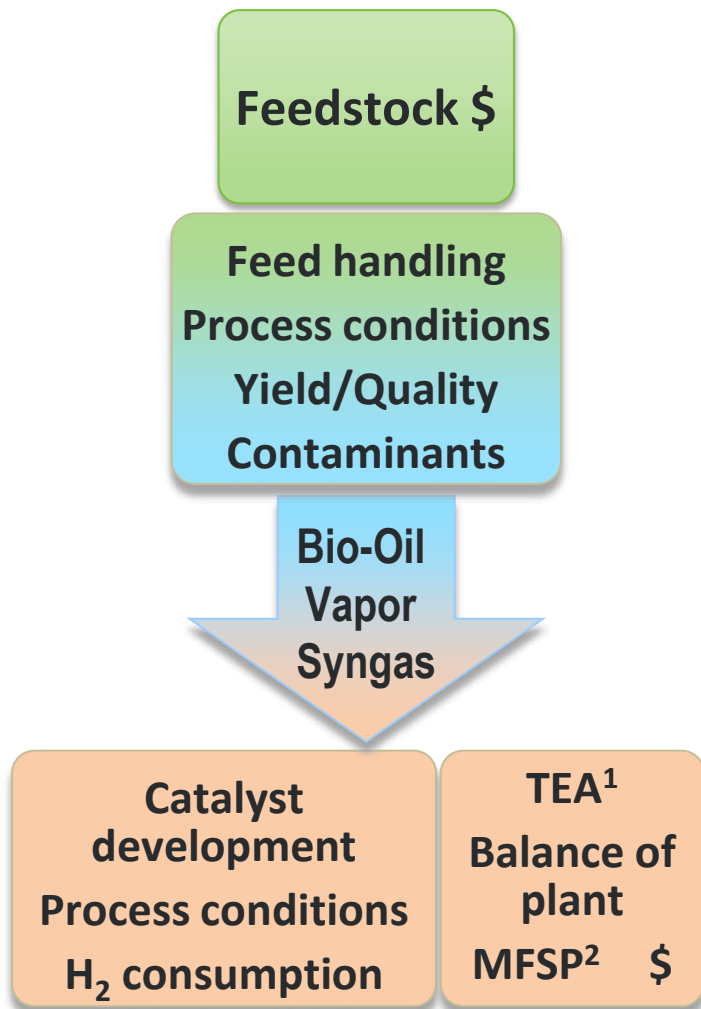 Feedstock $
Feed handling
Process conditions
Yield/Quality
Contaminants
Bio-Oil
Vapor
Syngas
Catalyst
development
Process conditions
H₂ consumption
TEA¹
Balance of
plant
MFSP² $